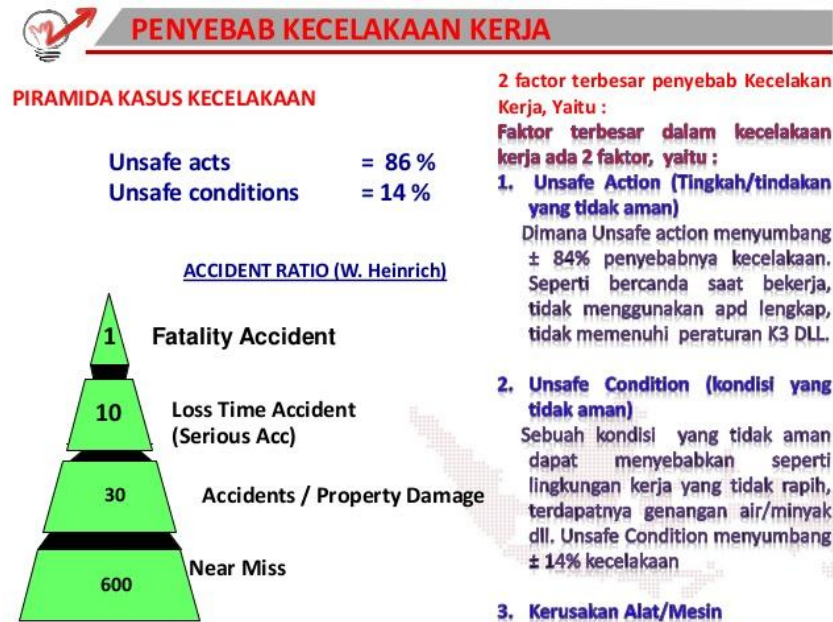 PENYEBAB KECELAKAAN KERJA
PIRAMIDA KASUS KECELAKAAN
Unsafe acts = 86 %
Unsafe conditions = 14 %
ACCIDENT RATIO (W. Heinrich)
1 Fatality Accident
10 Loss Time Accident
(Serious Acc)
30 Accidents / Property Damage
600 Near Miss
2 factor terbesar penyebab Kecelakan
Kerja, Yaitu :
Faktor terbesar dalam kecelakaan
kerja ada 2 faktor, yaitu :
1. Unsafe Action (Tingkah/tindakan
yang tidak aman)
Dimana Unsafe action menyumbang
± 84% penyebabnya kecelakaan.
Seperti bercanda saat bekerja,
tidak menggunakan apd lengkap,
tidak memenuhi peraturan K3 DLL.
2. Unsafe Condition (kondisi yang
tidak aman)
Sebuah kondisi yang tidak aman
dapat menyebabkan seperti
lingkungan kerja yang tidak rapih,
terdapatnya genangan air/minyak
dll. Unsafe Condition menyumbang
± 14% kecelakaan
3. Kerusakan Alat/Mesin